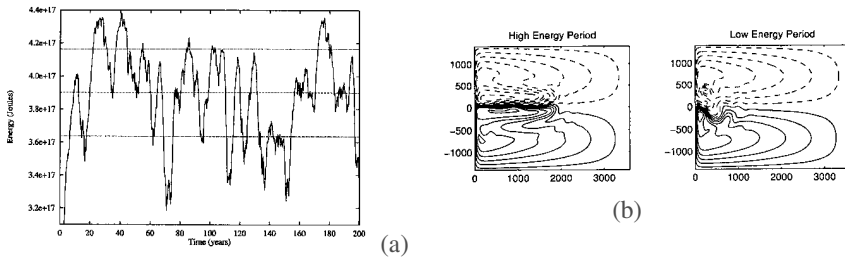 Energy (Joules)
4.4e+17
4.2e+17
4.0e+17
3.8e+17
3.6e+17
3.4e+17
3.2e+17
0 20 40 60 80 100 120 140 160 180 200
Time (years)
(a)
High Energy Period
1000
500
0
-500
-1000
0 1000 2000 3000
Low Energy Period
1000
500
0
-500
-1000
0 1000 2000 3000
(b)